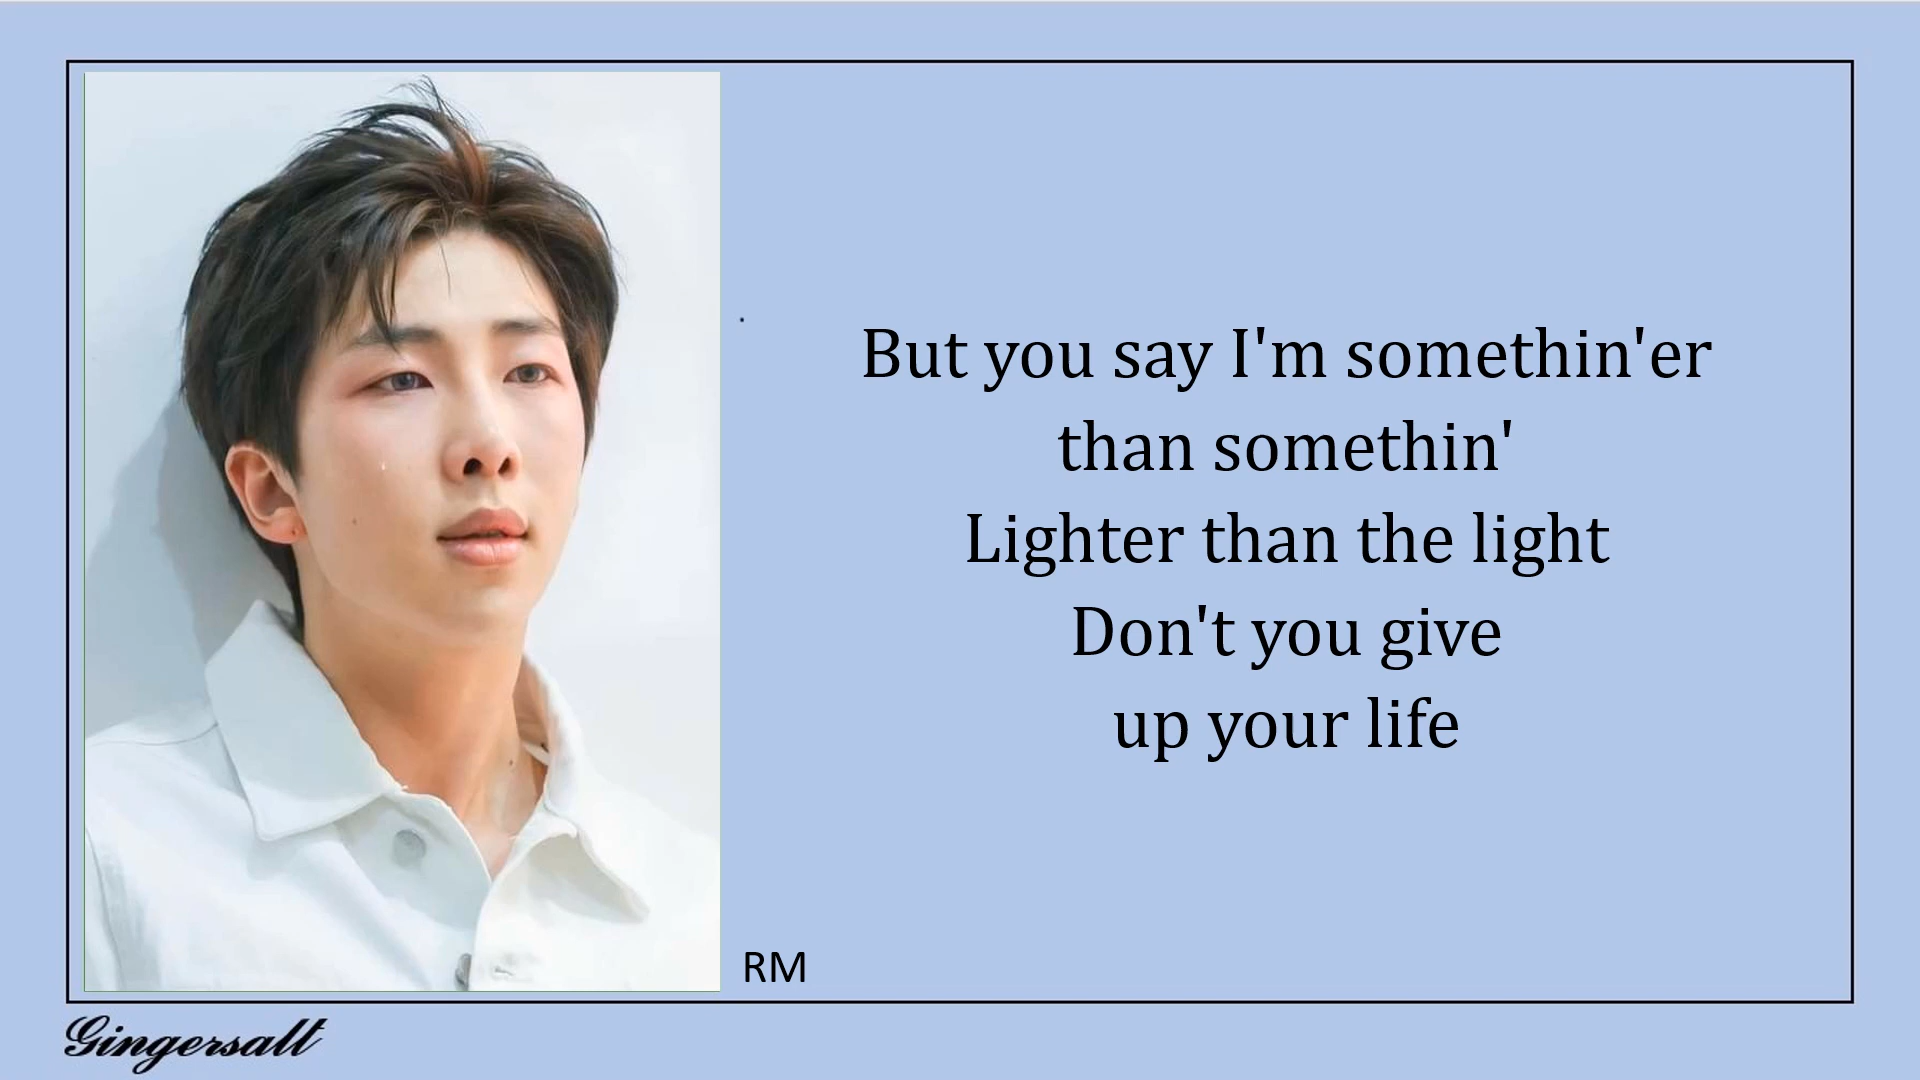 But you say I'm somethin'er
than somethin'
Lighter than the light
Don't you give
up your life
RM
Gingersalt